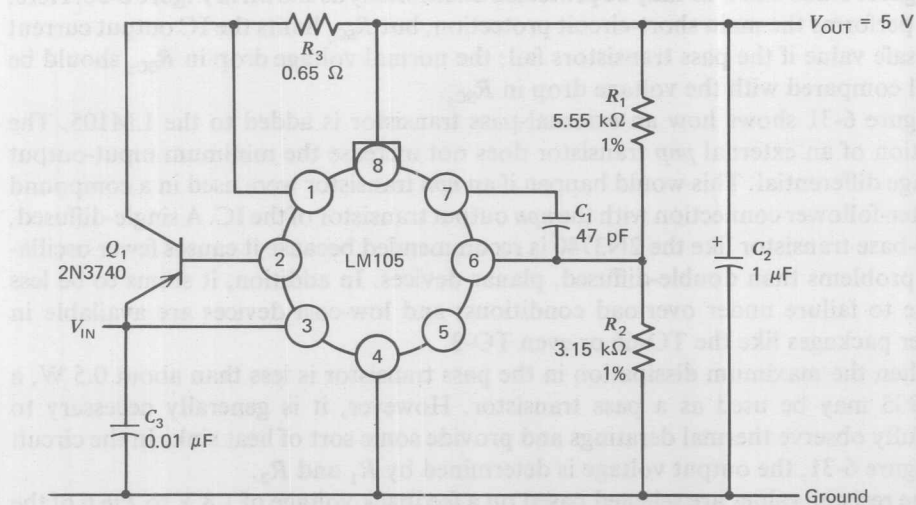 R3
0.65 Ω
VOUT = 5 V
R1
5.55 kΩ
1%
8
1
7
C1
47 pF
Q1
2N3740
2
LM105
6
+
C2
1 μF
VIN
3
5
4
R2
3.15 kΩ
1%
C3
0.01 μF
Ground